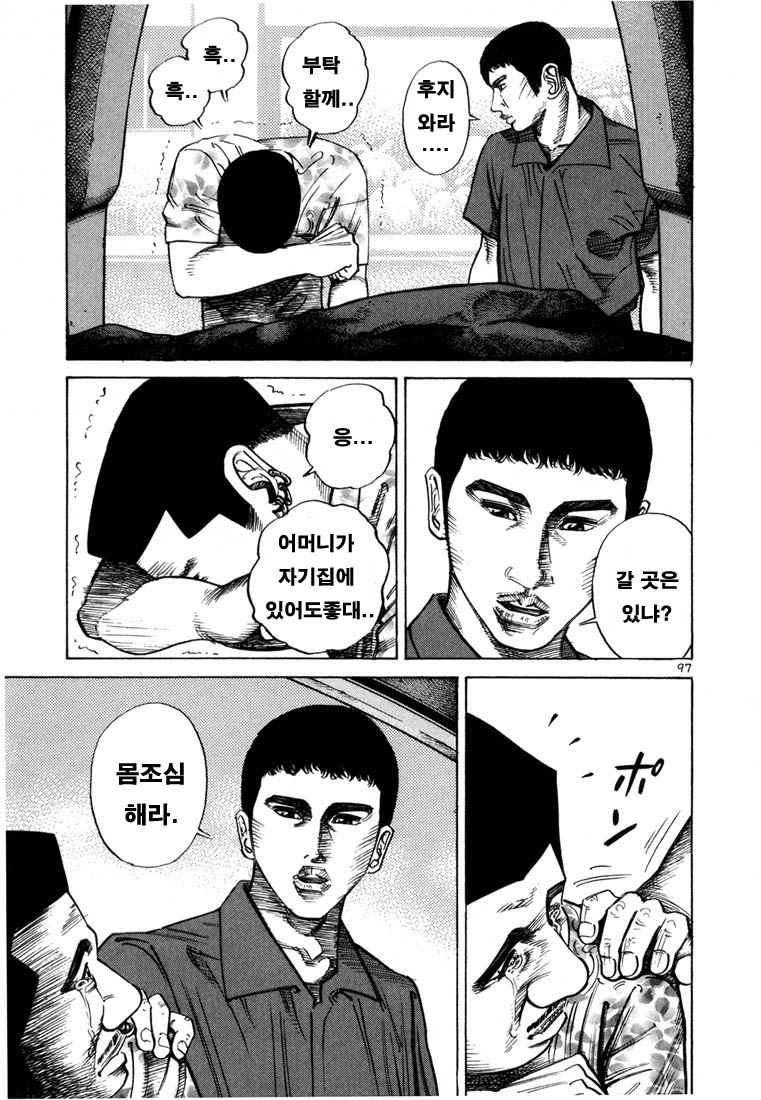 후지
와라
....
부탁
할께..
흑..
흑..
갈 곳은
있냐?
응...
어머니가
자기집에
있어도좋대..
97
ポン
몸조심
해라.